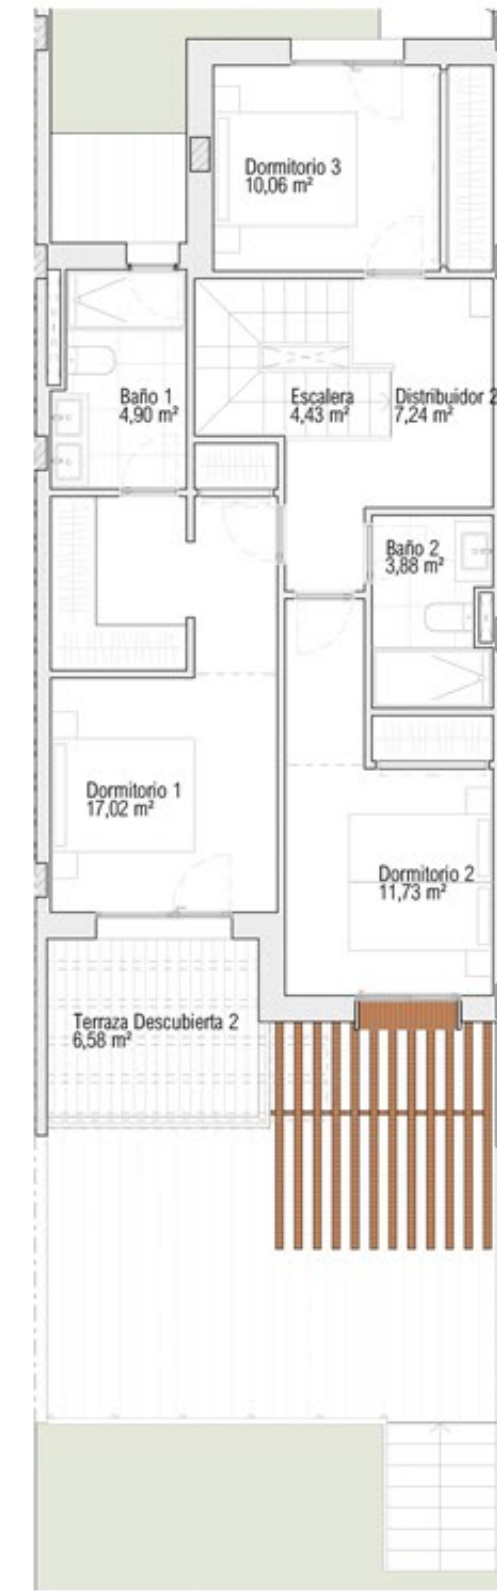 Dormitorio 3
10,06 m²
Baño 1
4,90 m²
Escalera
4,43 m²
Distribuidor 2
7,24 m²
Baño 2
3,88 m²
Dormitorio 1
17,02 m²
Dormitorio 2
11,73 m²
Terraza Descubierta 2
6,58 m²